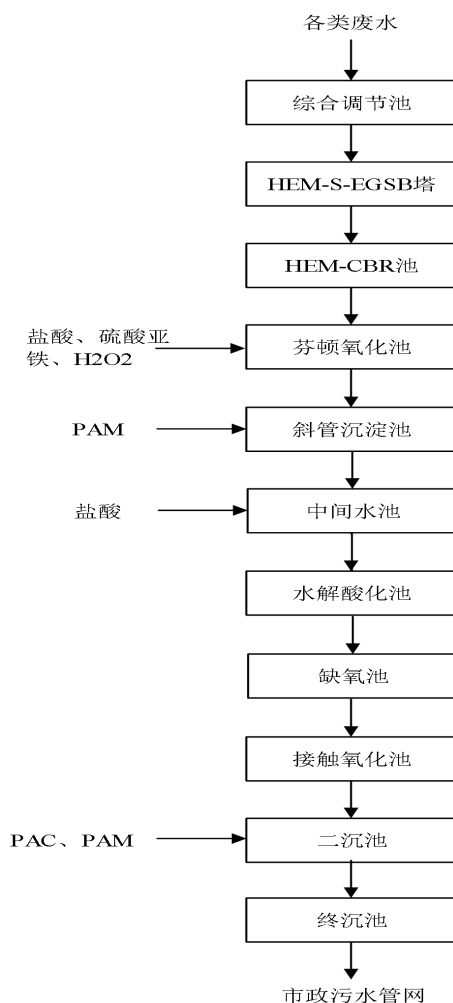 各类废水
综合调节池
HEM-S-EGSB塔
HEM-CBR池
盐酸、硫酸亚
铁、H2O2
芬顿氧化池
PAM
斜管沉淀池
盐酸
中间水池
水解酸化池
缺氧池
接触氧化池
PAC、PAM
二沉池
终沉池
市政污水管网